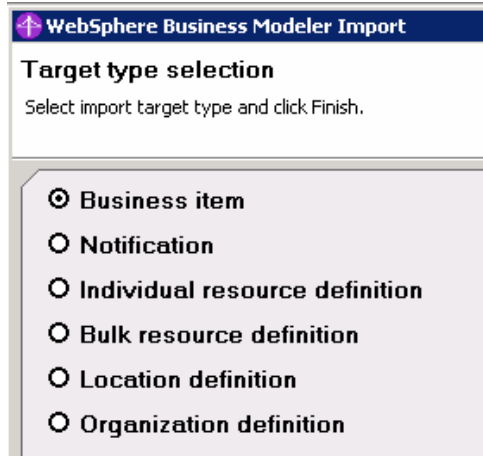 WebSphere Business Modeler Import
Target type selection
Select import target type and click Finish.
Business item
Notification
Individual resource definition
Bulk resource definition
Location definition
Organization definition